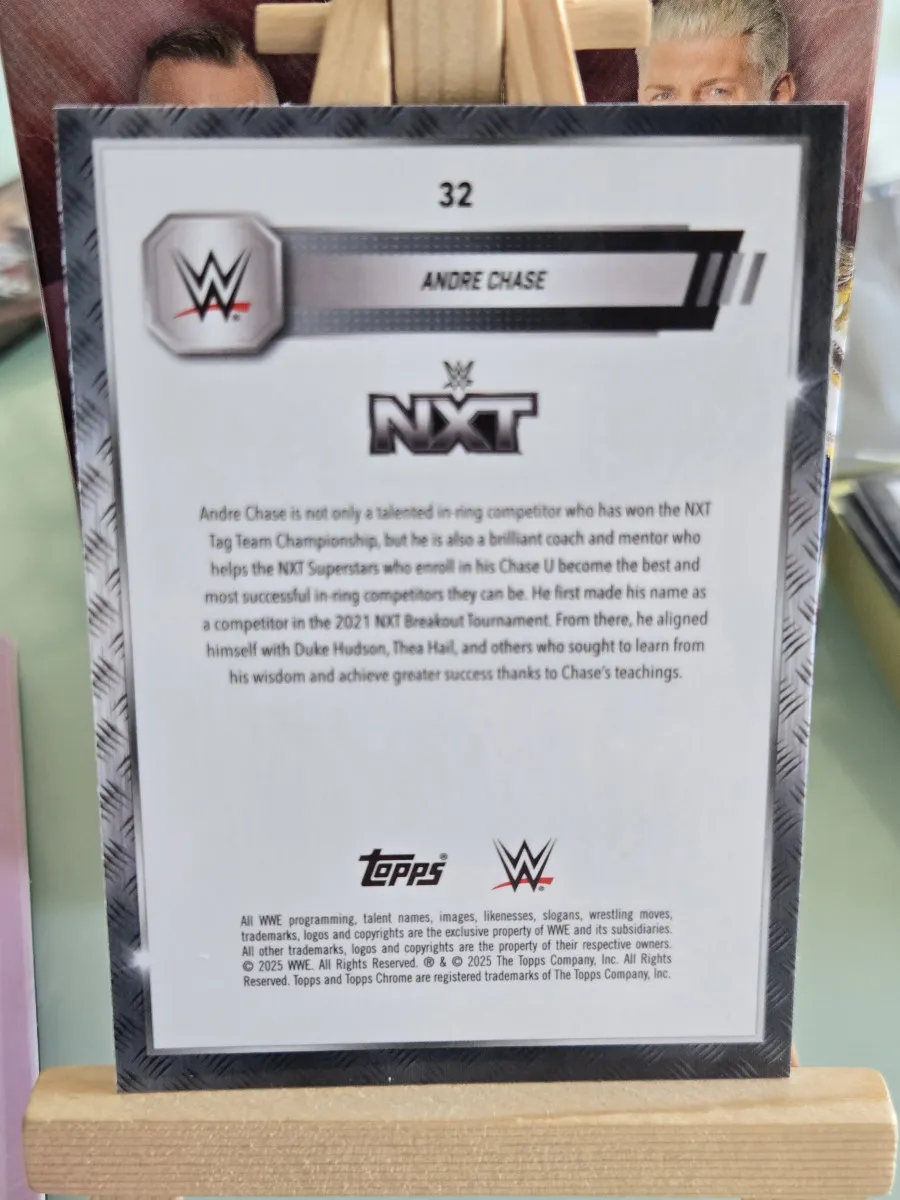 32
W
ANDRE CHASE
W
NXT
Andre Chase is not only a talented in-ring competitor who has won the NXT
Tag Team Championship, but he is also a brilliant coach and mentor who
helps the NXT Superstars who enroll in his Chase U become the best and
most successful in-ring competitors they can be. He first made his name as
a competitor in the 2021 NXT Breakout Tournament. From there, he aligned
himself with Duke Hudson, Thea Hail, and others who sought to learn from
his wisdom and achieve greater success thanks to Chase's teachings.
Topps® W®
All WWE programming, talent names, images, likenesses, slogans, wrestling moves,
trademarks, logos and copyrights are the exclusive property of WWE and its subsidiaries.
All other trademarks, logos and copyrights are the property of their respective owners.
© 2025 WWE. All Rights Reserved. ® & © 2025 The Topps Company, Inc. All Rights
Reserved. Topps and Topps Chrome are registered trademarks of The Topps Company, Inc.